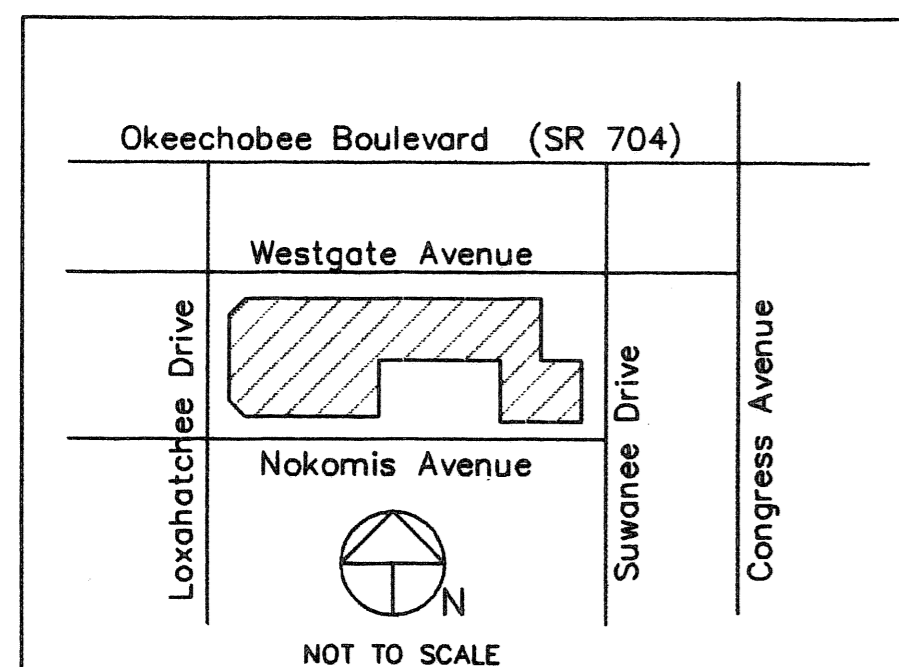 Okeechobee Boulevard (SR 704)
Westgate Avenue
Loxahatchee Drive
Suwanee Drive
Congress Avenue
Nokomis Avenue
N
NOT TO SCALE